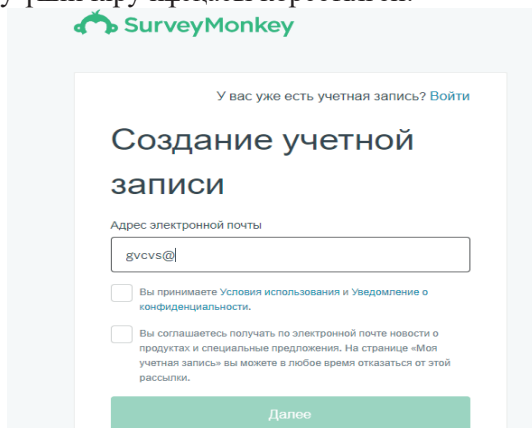 SurveyMonkey
У вас уже есть учетная запись? Войти
Создание учетной
записи
Адрес электронной почты
gvcvs@
Вы принимаете Условия использования и Уведомление о
конфиденциальности.
Вы соглашаетесь получать по электронной почте новости о
продуктах и специальные предложения. На странице «Моя
учетная запись» вы можете в любое время отказаться от этой
рассылки.
Далее